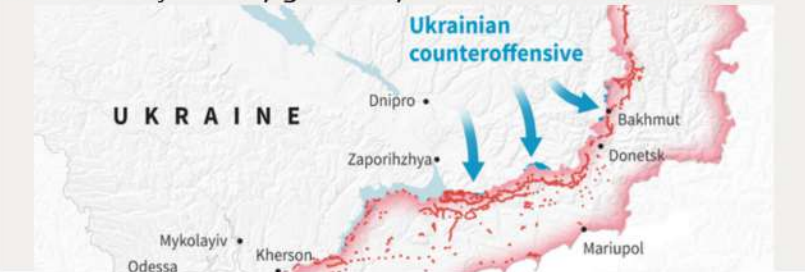 Ukrainian
counteroffensive
Dnipro
UKRAINE
Bakhmut
Zaporihzhya
Donetsk
Mykolayiv
Kherson
Mariupol
Odessa